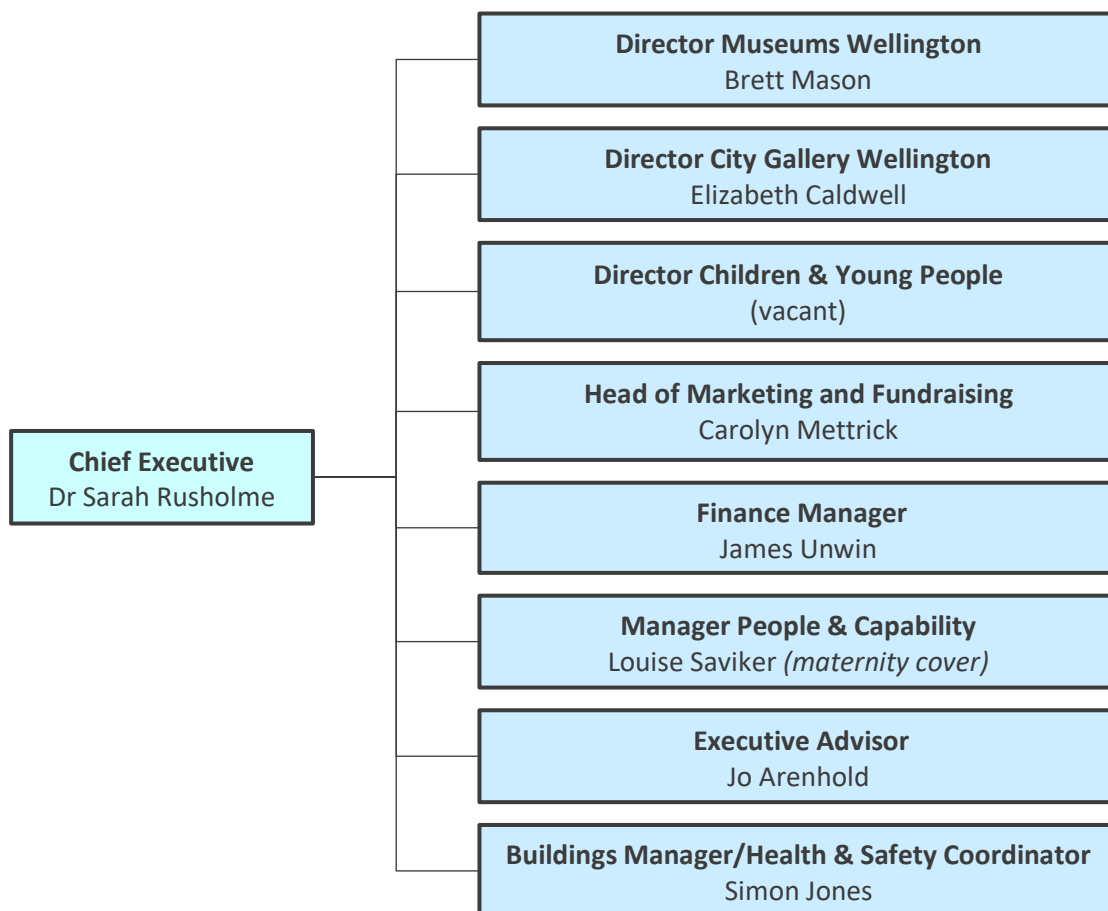 Director Museums Wellington
Brett Mason
Director City Gallery Wellington
Elizabeth Caldwell
Director Children & Young People
(vacant)
Head of Marketing and Fundraising
Carolyn Mettrick
Chief Executive
Dr Sarah Rusholme
Finance Manager
James Unwin
Manager People & Capability
Louise Saviker (maternity cover)
Executive Advisor
Jo Arenhold
Buildings Manager/Health & Safety Coordinator
Simon Jones